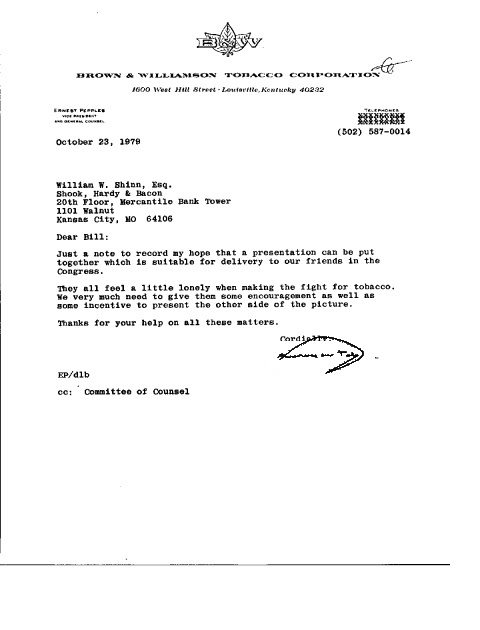 B&W
BROWN & WILLIAMSON TOBACCO CORPORATION
1600 West Hill Street · Louisville, Kentucky 40232
ERNEST PEPPLES
VICE PRESIDENT
AND GENERAL COUNSEL
TELEPHONES
(502) 587-0014
October 23, 1979
William W. Shinn, Esq.
Shook, Hardy & Bacon
20th Floor, Mercantile Bank Tower
1101 Walnut
Kansas City, MO 64106
Dear Bill:
Just a note to record my hope that a presentation can be put
together which is suitable for delivery to our friends in the
Congress.
They all feel a little lonely when making the fight for tobacco.
We very much need to give them some encouragement as well as
some incentive to present the other side of the picture.
Thanks for your help on all these matters.
Cordially,
EP/dlb
cc: Committee of Counsel